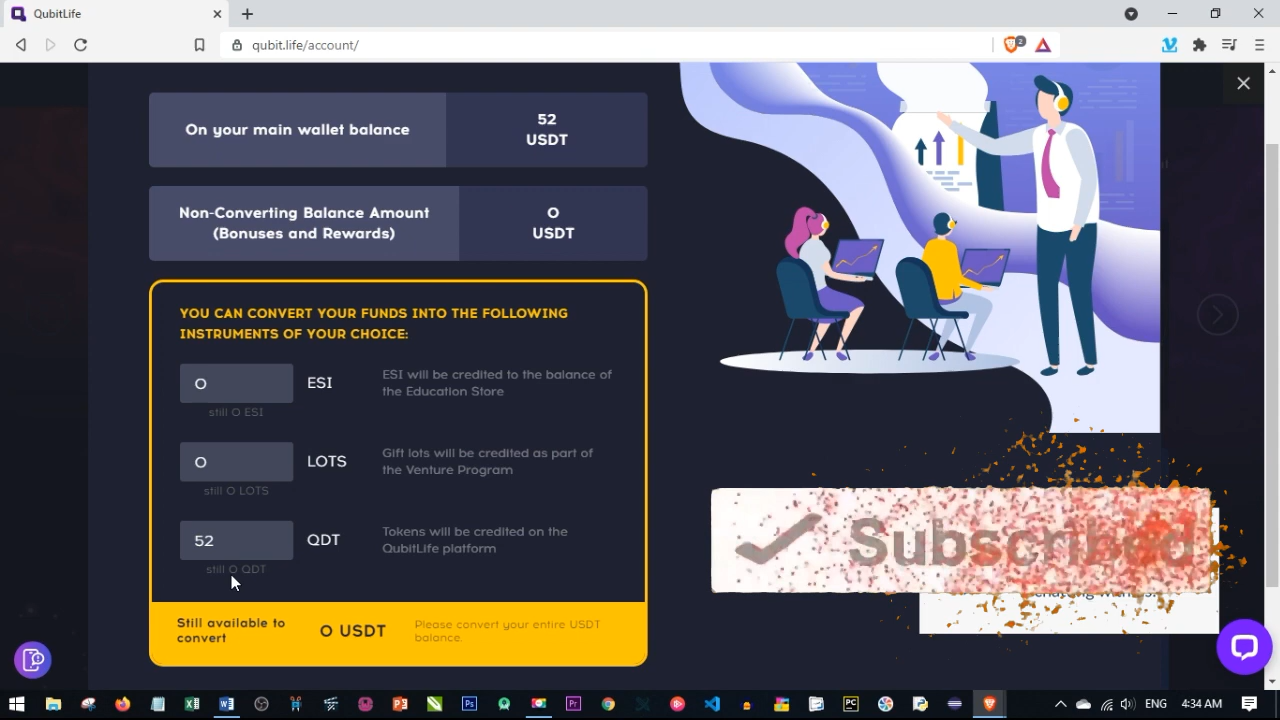 QubitLife
qubit.life/account/
2
On your main wallet balance
52
USDT
Non-Converting Balance Amount
(Bonuses and Rewards)
0
USDT
YOU CAN CONVERT YOUR FUNDS INTO THE FOLLOWING
INSTRUMENTS OF YOUR CHOICE:
0
ESI
ESI will be credited to the balance of
the Education Store
still 0 ESI
0
LOTS
Gift lots will be credited as part of
the Venture Program
still 0 LOTS
52
QDT
Tokens will be credited on the
QubitLife platform
still 0 QDT
Still available to
convert
0 USDT
Please convert your entire USDT
balance.
Subscribed
ENG
4:34 AM